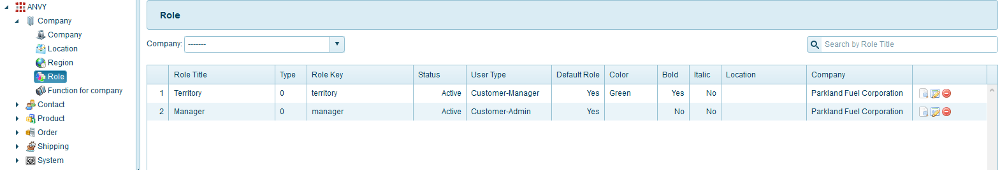 ANVY
Company
Company
Location
Region
Role
Function for company
Contact
Product
Order
Shipping
System
Role
Company: -------
Search by Role Title
Role Title Type Role Key Status User Type Default Role Color Bold Italic Location Company
1 Territory 0 territory Active Customer-Manager Yes Green Yes No Parkland Fuel Corporation
2 Manager 0 manager Active Customer-Admin Yes No No Parkland Fuel Corporation